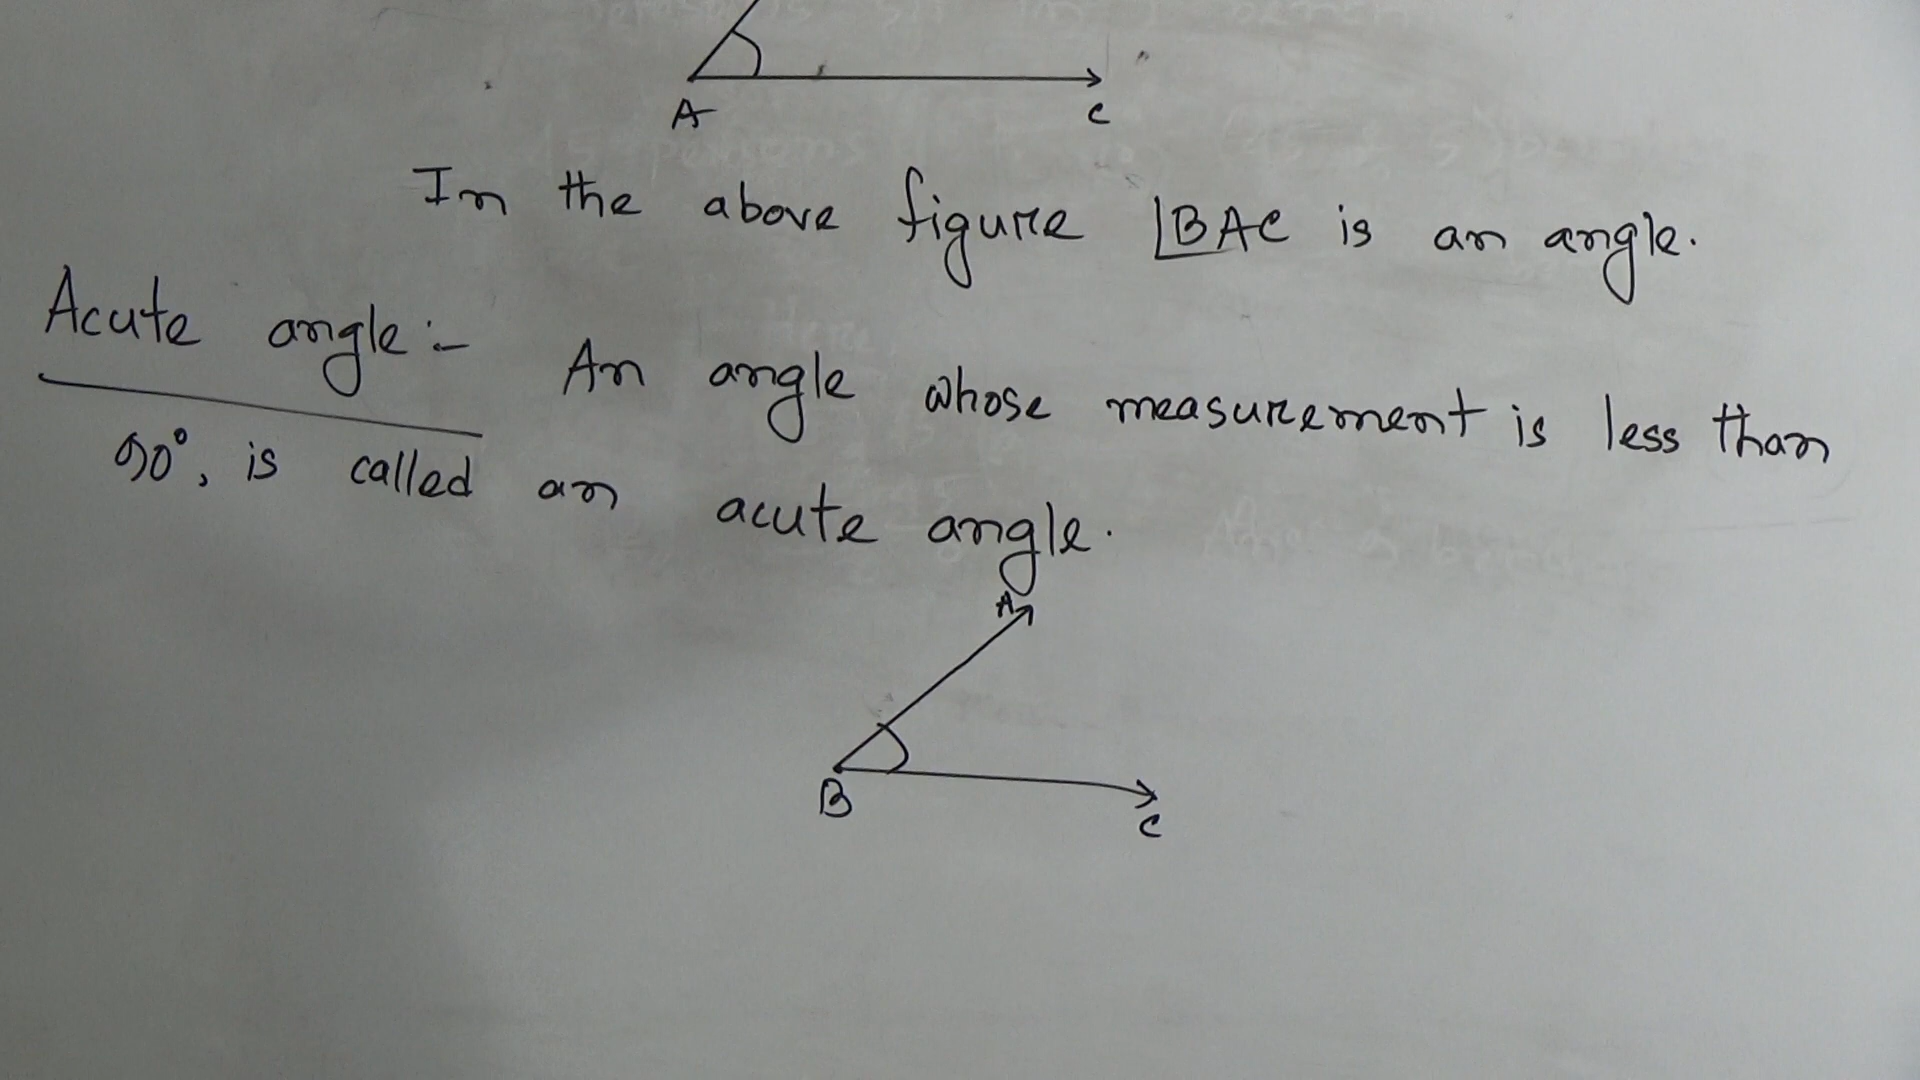 A C
In the above figure ∠BAC is an angle.
Acute angle :- An angle whose measurement is less than
90°, is called an acute angle.
A
B
C